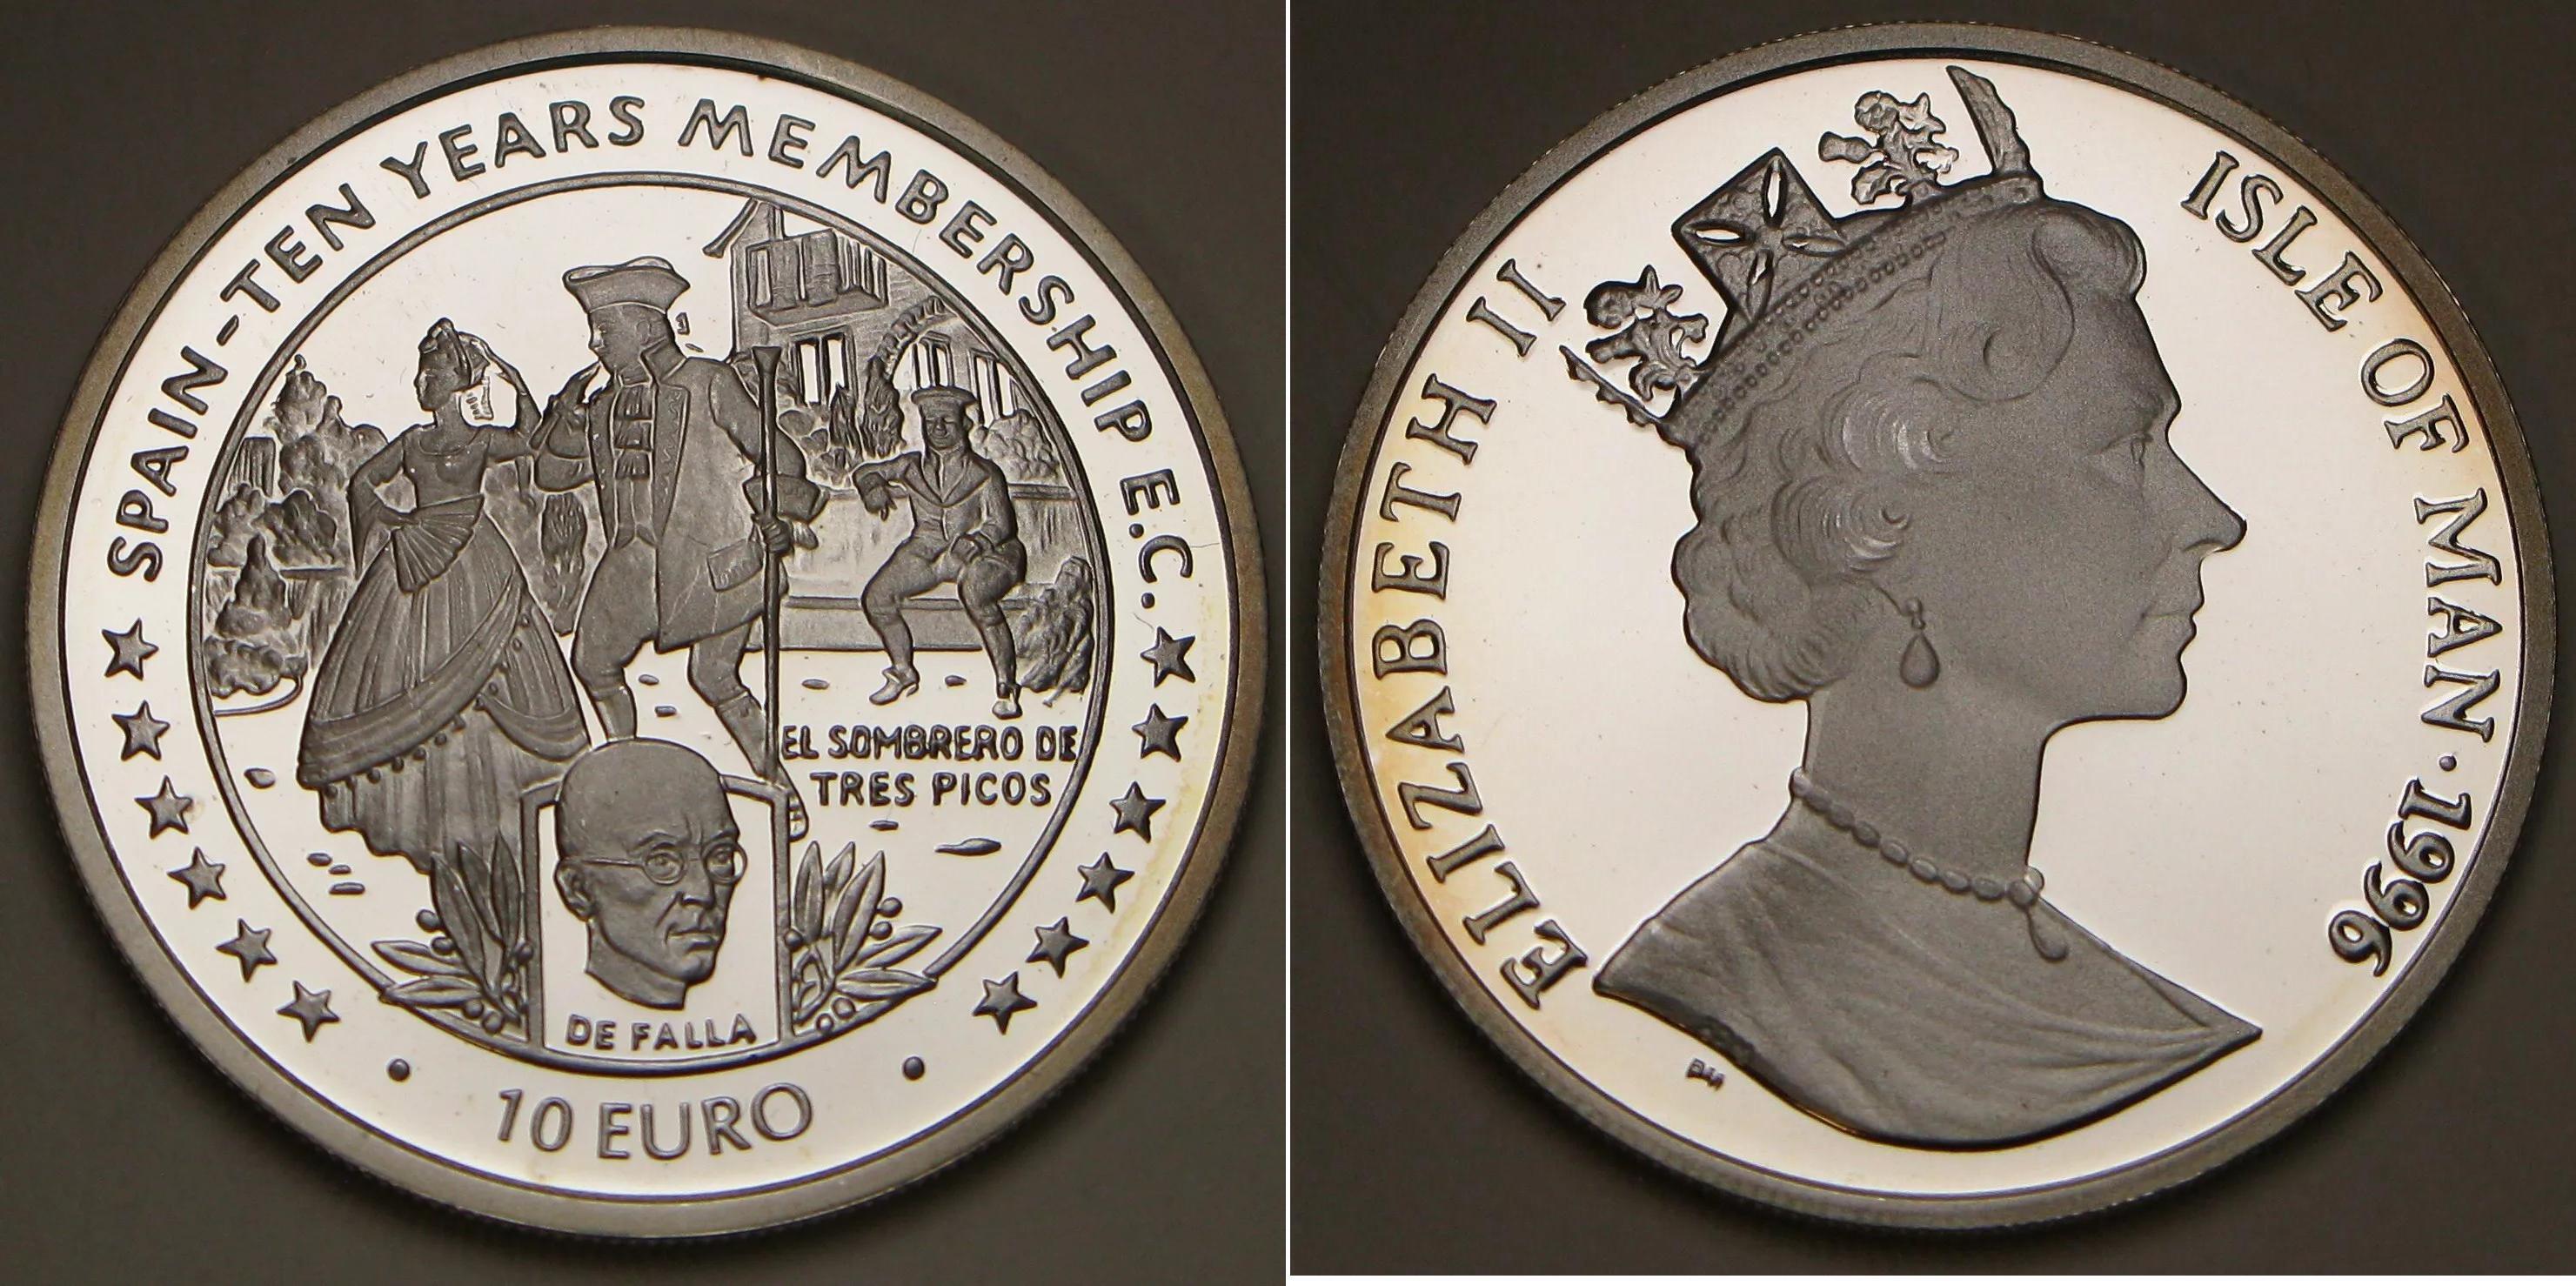 SPAIN-TEN YEARS MEMBERSHIP E.C.
EL SOMBRERO DE
TRES PICOS
DE FALLA
10 EURO
ELIZABETH II
ISLE OF MAN · 1996
PM